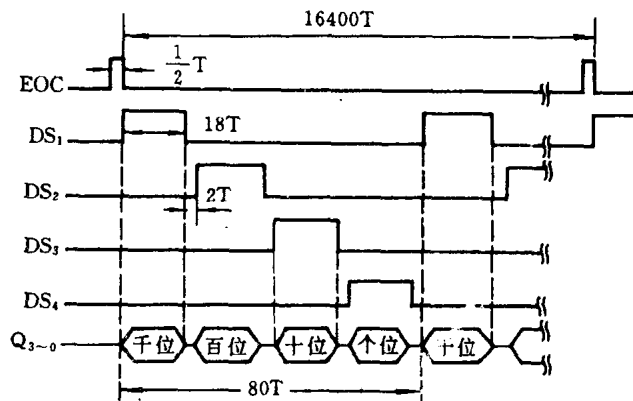 16400T
1/2 T
EOC
DS₁
18T
DS₂
2T
DS₃
DS₄
Q₃~₀
千位
百位
十位
个位
千位
80T